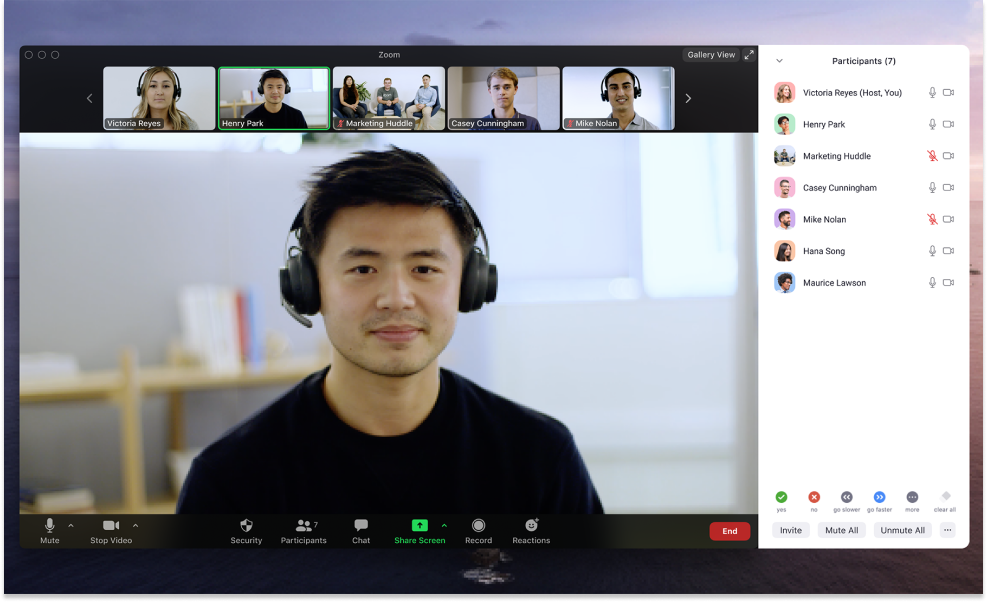 Zoom
Gallery View
Victoria Reyes
Henry Park
Marketing Huddle
Casey Cunningham
Mike Nolan
Participants (7)
Victoria Reyes (Host, You)
Henry Park
Marketing Huddle
Casey Cunningham
Mike Nolan
Hana Song
Maurice Lawson
yes
no
go slower
go faster
more
clear all
Invite
Mute All
Unmute All
Mute
Stop Video
Security
7
Participants
Chat
Share Screen
Record
Reactions
End